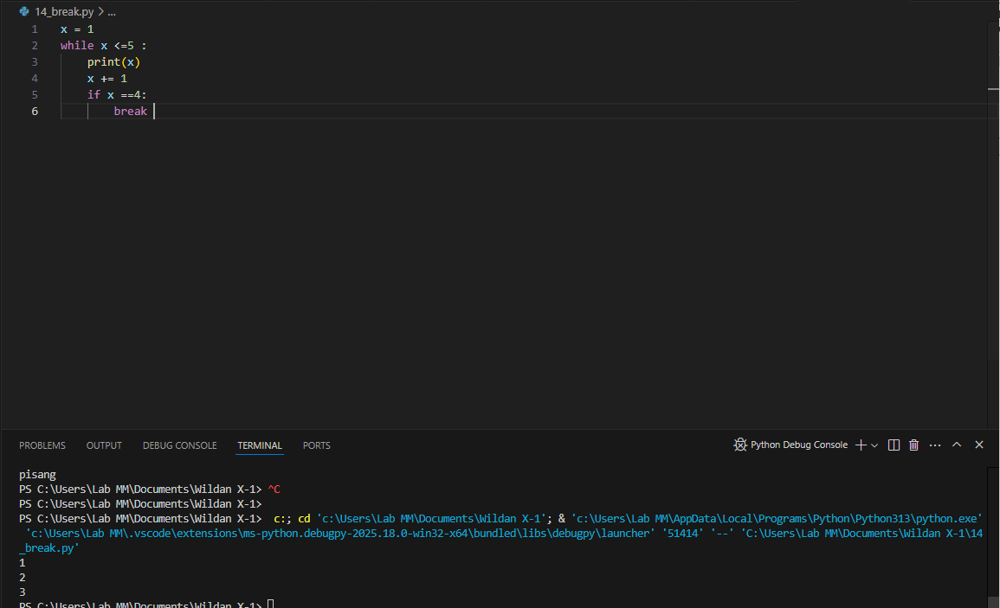 14_break.py > ...
1 x = 1
2 while x <=5 :
3     print(x)
4     x += 1
5     if x ==4:
6         break
PROBLEMS OUTPUT DEBUG CONSOLE TERMINAL PORTS Python Debug Console
pisang
PS C:\Users\Lab MM\Documents\Wildan X-1> ^C
PS C:\Users\Lab MM\Documents\Wildan X-1>
PS C:\Users\Lab MM\Documents\Wildan X-1>  c:; cd 'c:\Users\Lab MM\Documents\Wildan X-1'; & 'c:\Users\Lab MM\AppData\Local\Programs\Python\Python313\python.exe'
 'c:\Users\Lab MM\.vscode\extensions\ms-python.debugpy-2025.18.0-win32-x64\bundled\libs\debugpy\launcher' '51414' '--' 'C:\Users\Lab MM\Documents\Wildan X-1\14
_break.py'
1
2
3
PS C:\Users\Lab MM\Documents\Wildan X-1>